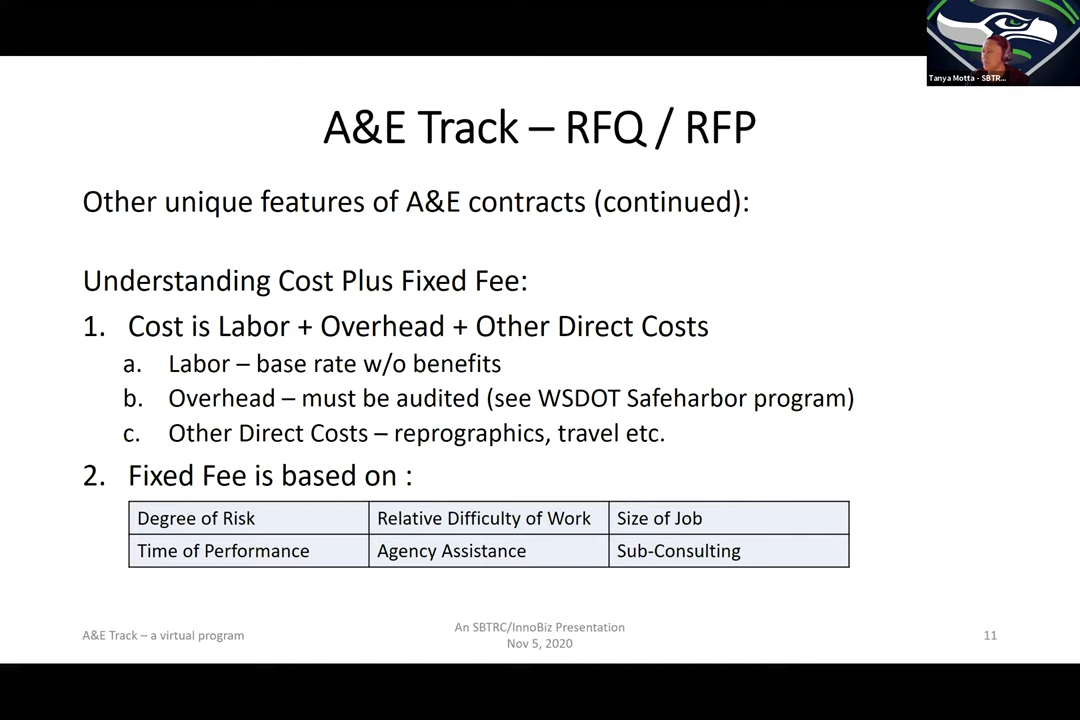 Tanya Motta - SBTR...
A&E Track – RFQ / RFP
Other unique features of A&E contracts (continued):
Understanding Cost Plus Fixed Fee:
1. Cost is Labor + Overhead + Other Direct Costs
a. Labor – base rate w/o benefits
b. Overhead – must be audited (see WSDOT Safeharbor program)
c. Other Direct Costs – reprographics, travel etc.
2. Fixed Fee is based on :
Degree of Risk Relative Difficulty of Work Size of Job
Time of Performance Agency Assistance Sub-Consulting
A&E Track – a virtual program
An SBTRC/InnoBiz Presentation
Nov 5, 2020
11